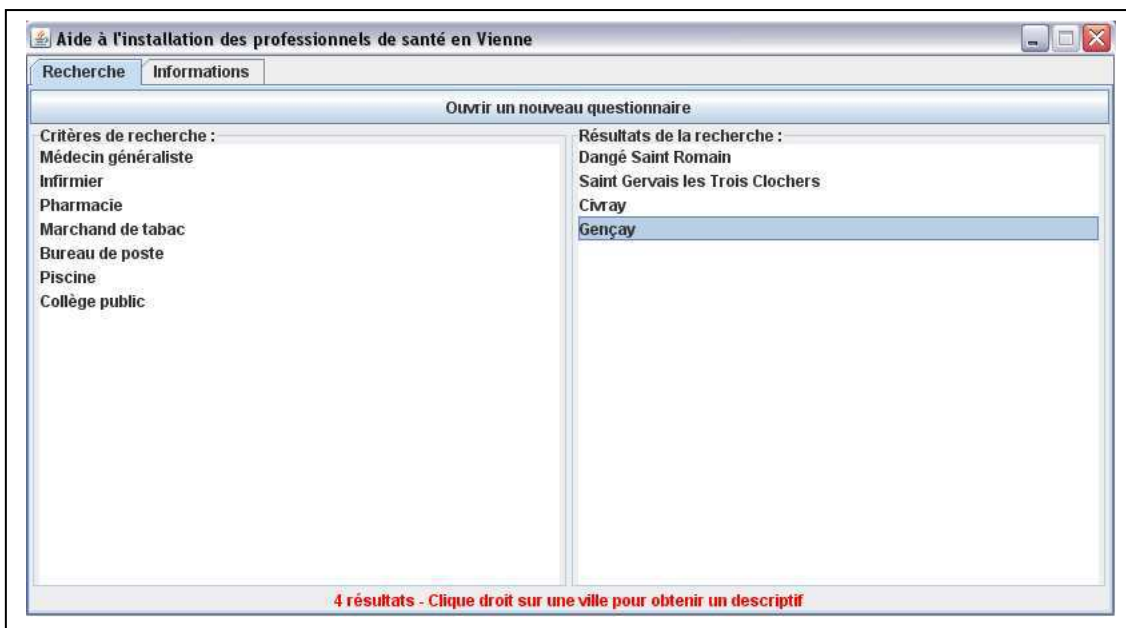 Aide à l'installation des professionnels de santé en Vienne
Recherche
Informations
Ouvrir un nouveau questionnaire
Critères de recherche :
Médecin généraliste
Infirmier
Pharmacie
Marchand de tabac
Bureau de poste
Piscine
Collège public
Résultats de la recherche :
Dangé Saint Romain
Saint Gervais les Trois Clochers
Civray
Gençay
4 résultats - Clique droit sur une ville pour obtenir un descriptif